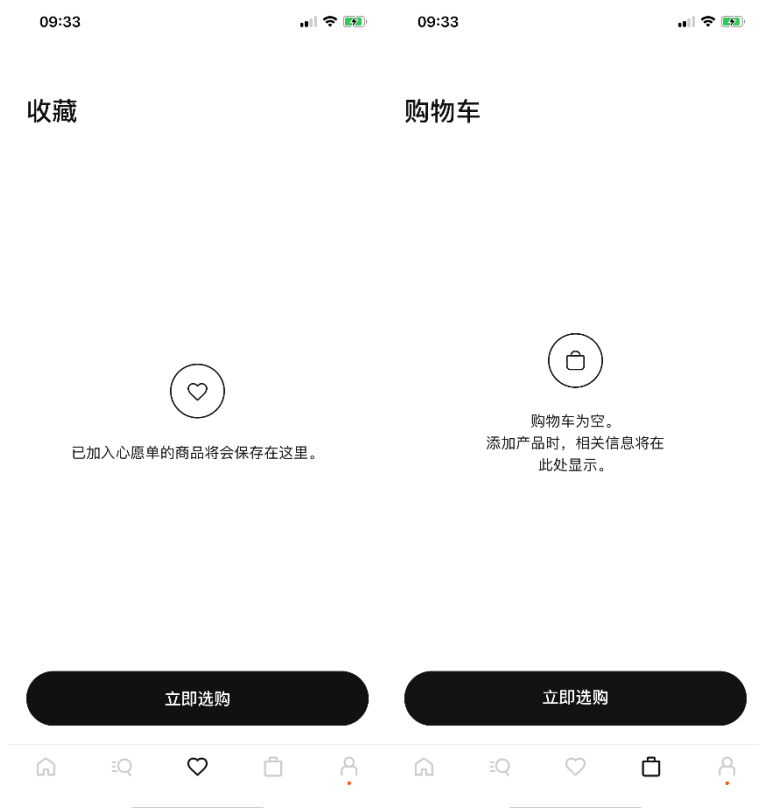 09:33
收藏
已加入心愿单的商品将会保存在这里。
立即选购
09:33
购物车
购物车为空。
添加产品时，相关信息将在
此处显示。
立即选购